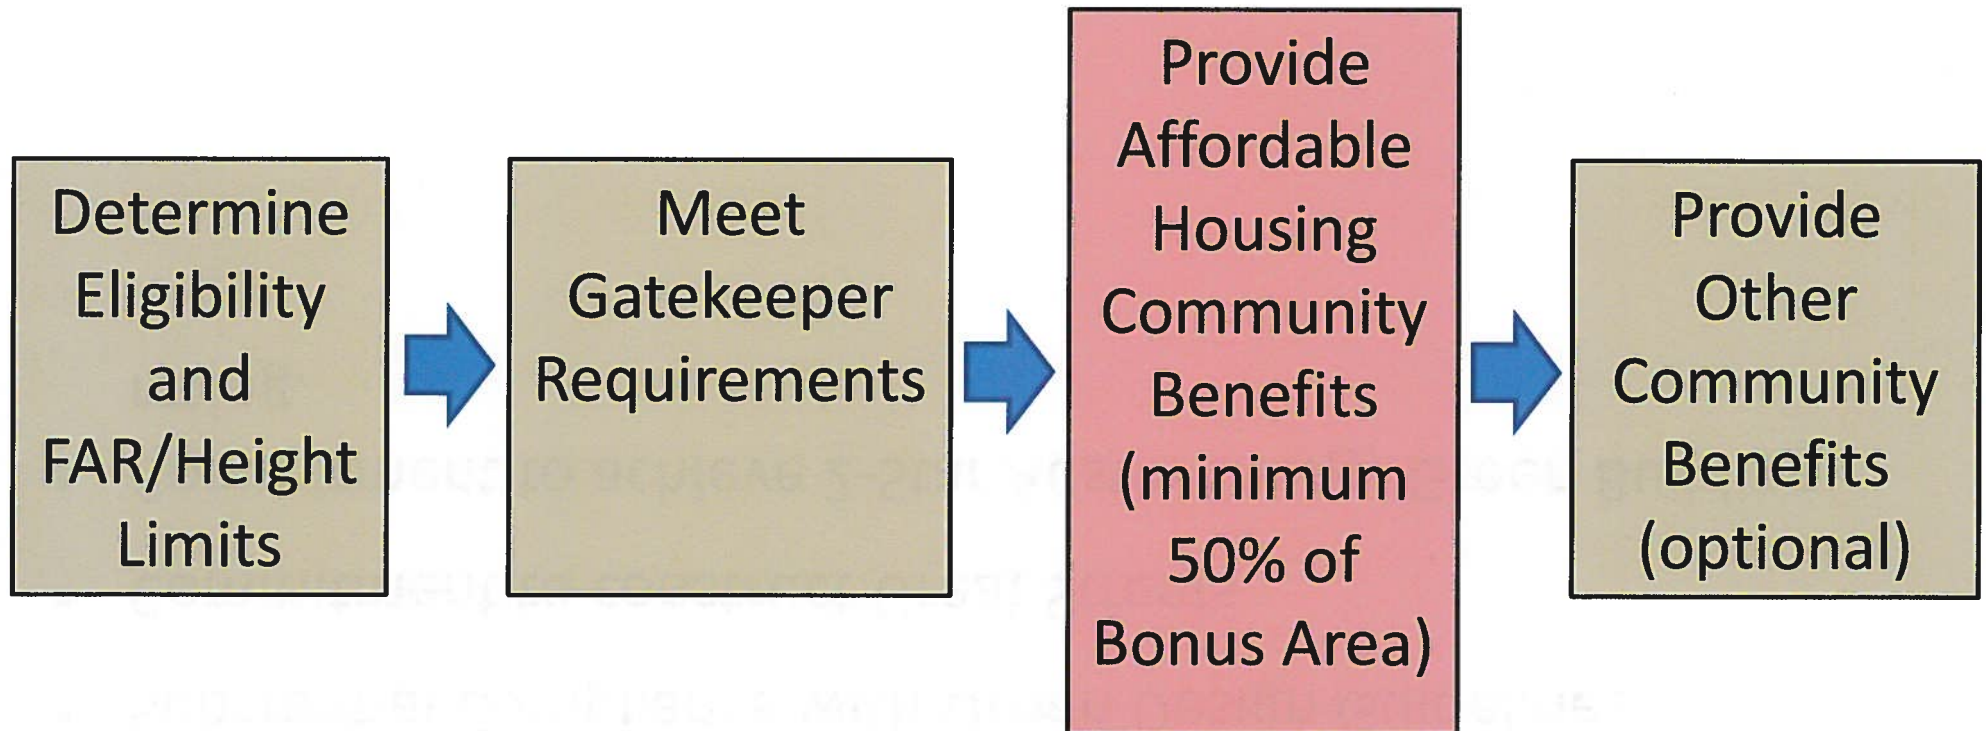 Determine
Eligibility
and
FAR/Height
Limits
Meet
Gatekeeper
Requirements
Provide
Affordable
Housing
Community
Benefits
(minimum
50% of
Bonus Area)
Provide
Other
Community
Benefits
(optional)